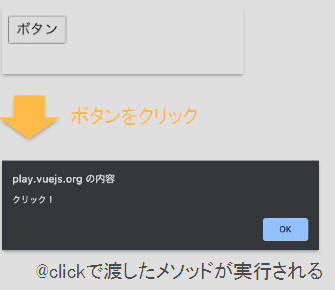 ボタン
ボタンをクリック
play.vuejs.org の内容
クリック！
OK
@clickで渡したメソッドが実行される